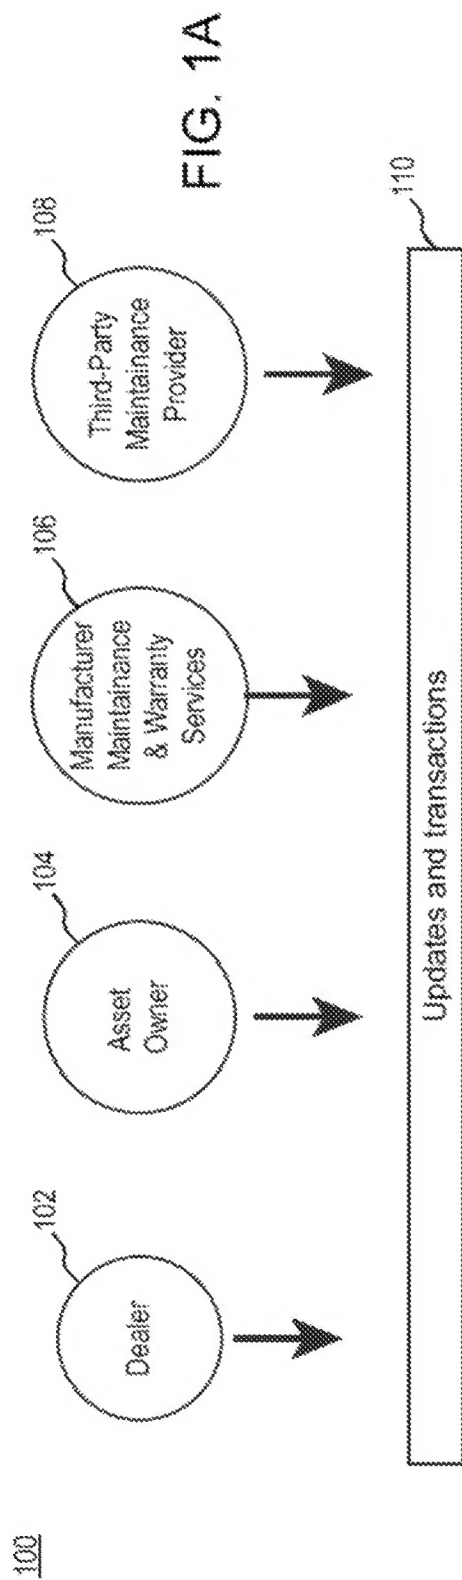 100
102
Dealer
104
Asset
Owner
106
Manufacturer
Maintainance
& Warranty
Services
108
Third-Party
Maintainance
Provider
110
Updates and transactions
FIG. 1A